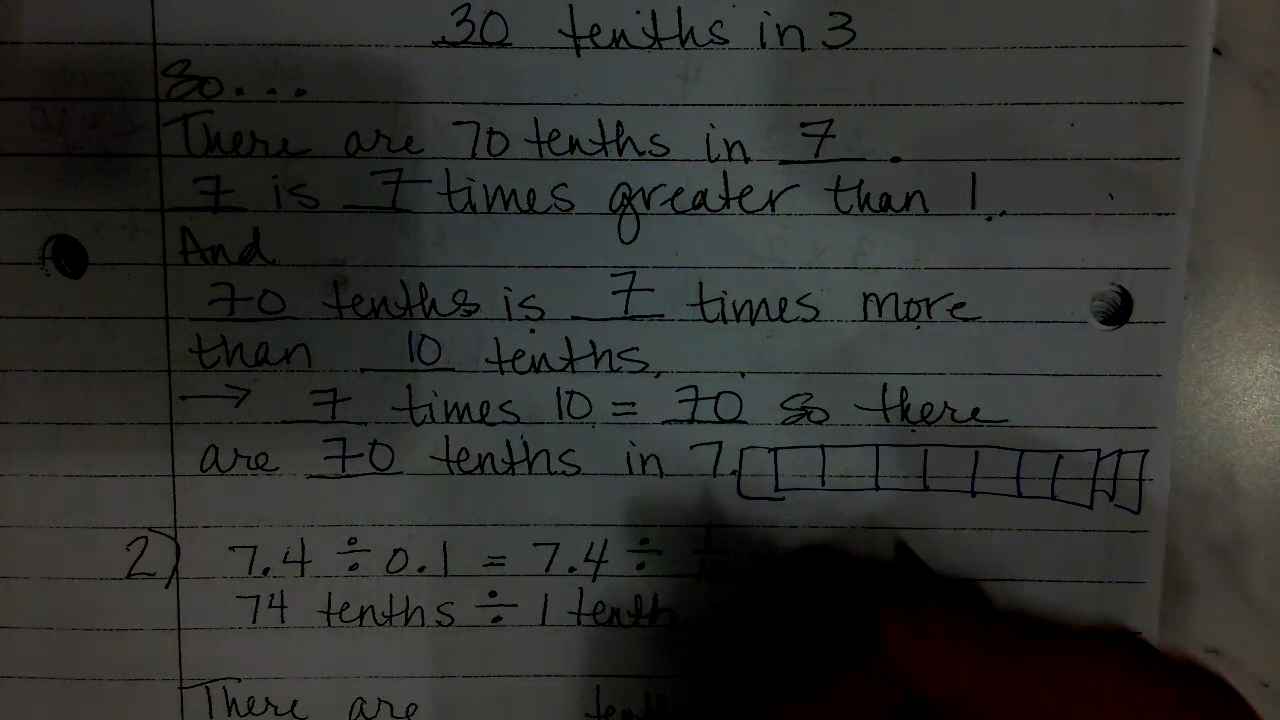 30 tenths in 3
So...
There are 70 tenths in 7.
7 is 7 times greater than 1.
And
70 tenths is 7 times more
than 10 tenths.
→ 7 times 10 = 70 so there
are 70 tenths in 7.
2) 7.4 ÷ 0.1 = 7.4 ÷
74 tenths ÷ 1 tenth
There are